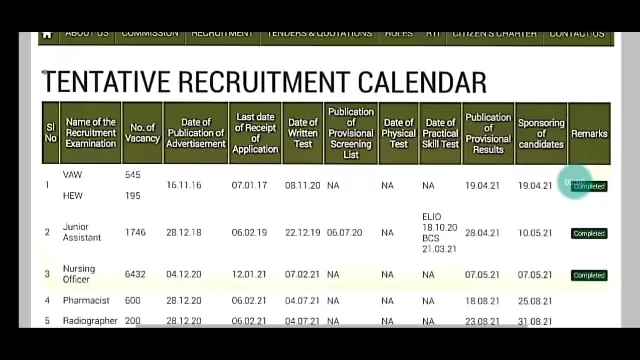 ABOUT US COMMISSION RECRUITMENT TENDERS & QUOTATIONS RULES RTI CITIZEN'S CHARTER CONTACT US
TENTATIVE RECRUITMENT CALENDAR
Sl No Name of the Recruitment Examination No. of Vacancy Date of Publication of Advertisement Last date of Receipt of Application Date of Written Test Publication of Provisional Screening List Date of Physical Test Date of Practical Skill Test Publication of Provisional Results Sponsoring of candidates Remarks
1 VAW 545 16.11.16 07.01.17 08.11.20 NA NA NA 19.04.21 19.04.21 Completed
HEW 195
2 Junior Assistant 1746 28.12.18 06.02.19 22.12.19 06.07.20 NA ELIO 18.10.20 BCS 21.03.21 28.04.21 10.05.21 Completed
3 Nursing Officer 6432 04.12.20 12.01.21 07.02.21 NA NA NA 07.05.21 07.05.21 Completed
4 Pharmacist 600 28.12.20 06.02.21 04.07.21 NA NA NA 18.08.21 25.08.21
5 Radiographer 200 28.12.20 06.02.21 04.07.21 NA NA NA 23.08.21 31.08.21